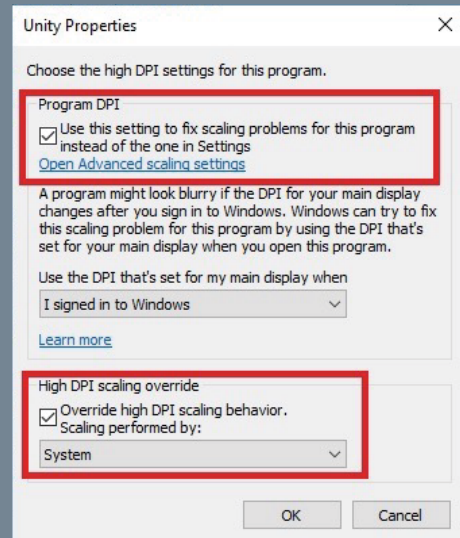 Unity Properties
Choose the high DPI settings for this program.
Program DPI
Use this setting to fix scaling problems for this program
instead of the one in Settings
Open Advanced scaling settings
A program might look blurry if the DPI for your main display
changes after you sign in to Windows. Windows can try to fix
this scaling problem for this program by using the DPI that's
set for your main display when you open this program.
Use the DPI that's set for my main display when
I signed in to Windows
Learn more
High DPI scaling override
Override high DPI scaling behavior.
Scaling performed by:
System
OK Cancel